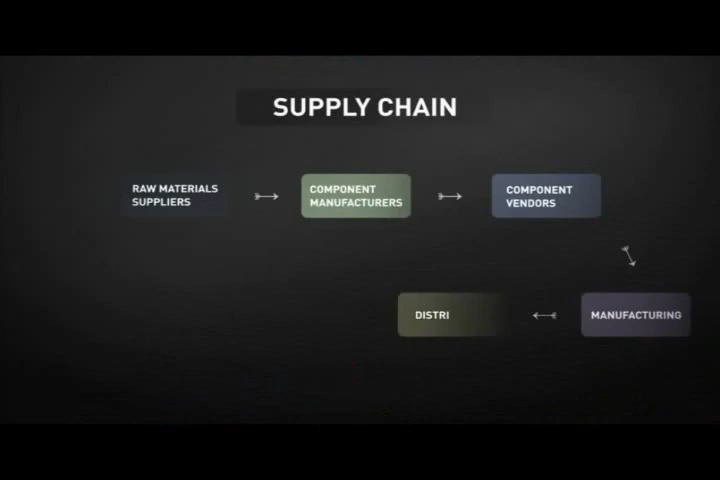 SUPPLY CHAIN
RAW MATERIALS
SUPPLIERS
COMPONENT
MANUFACTURERS
COMPONENT
VENDORS
DISTRI
MANUFACTURING